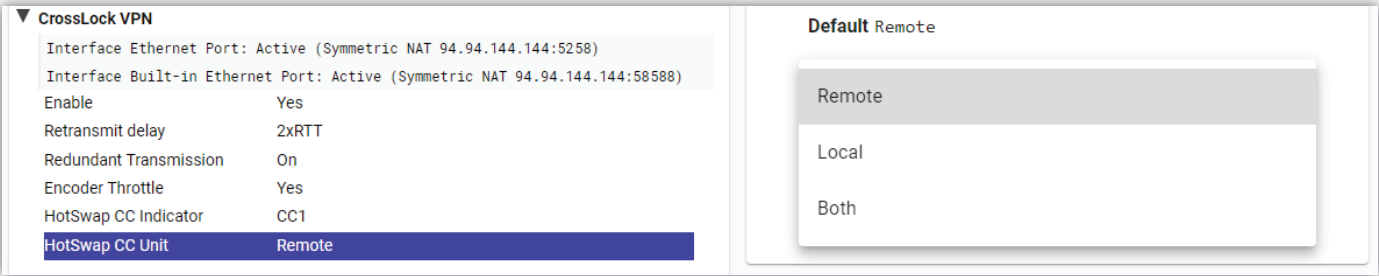 ▼ CrossLock VPN
Interface Ethernet Port: Active (Symmetric NAT 94.94.144.144:5258)
Interface Built-in Ethernet Port: Active (Symmetric NAT 94.94.144.144:58588)
Enable Yes
Retransmit delay 2xRTT
Redundant Transmission On
Encoder Throttle Yes
HotSwap CC Indicator CC1
HotSwap CC Unit Remote
Default Remote
Remote
Local
Both